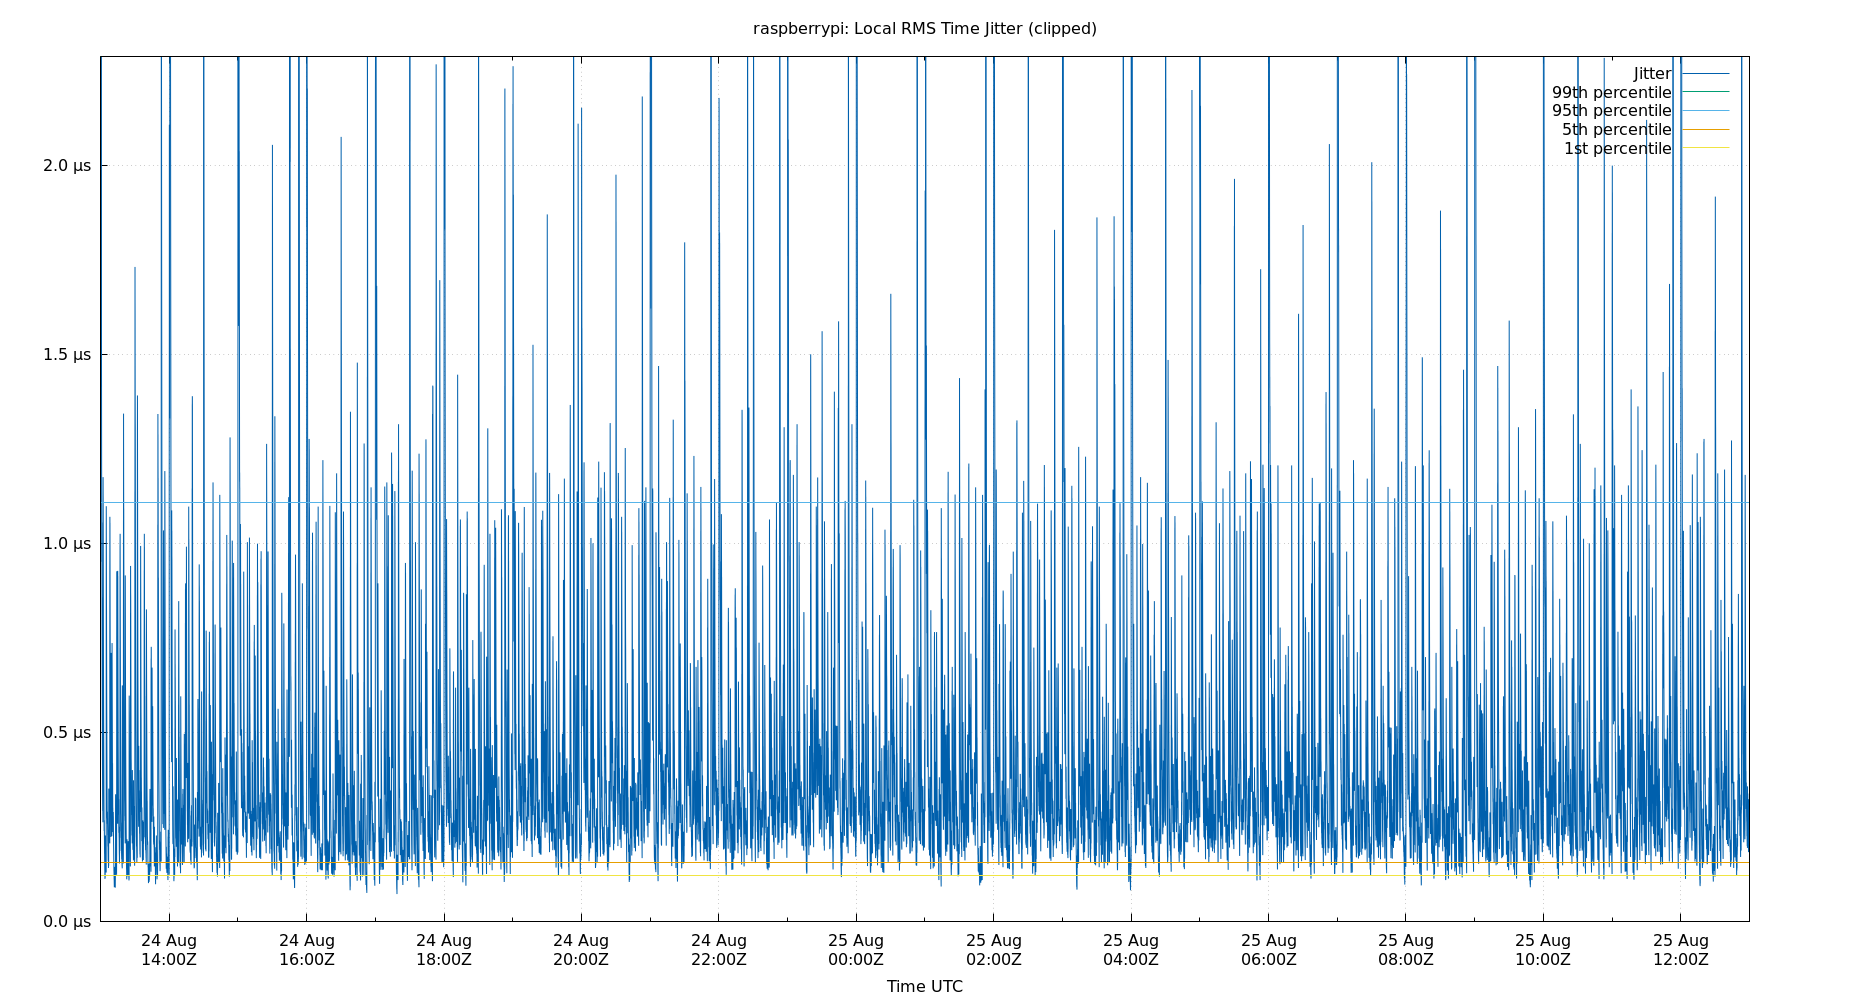 raspberrypi: Local RMS Time Jitter (clipped)
Jitter
99th percentile
95th percentile
5th percentile
1st percentile
2.0 µs
1.5 µs
1.0 µs
0.5 µs
0.0 µs
24 Aug 24 Aug 24 Aug 24 Aug 24 Aug 25 Aug 25 Aug 25 Aug 25 Aug 25 Aug 25 Aug 25 Aug
14:00Z 16:00Z 18:00Z 20:00Z 22:00Z 00:00Z 02:00Z 04:00Z 06:00Z 08:00Z 10:00Z 12:00Z
Time UTC